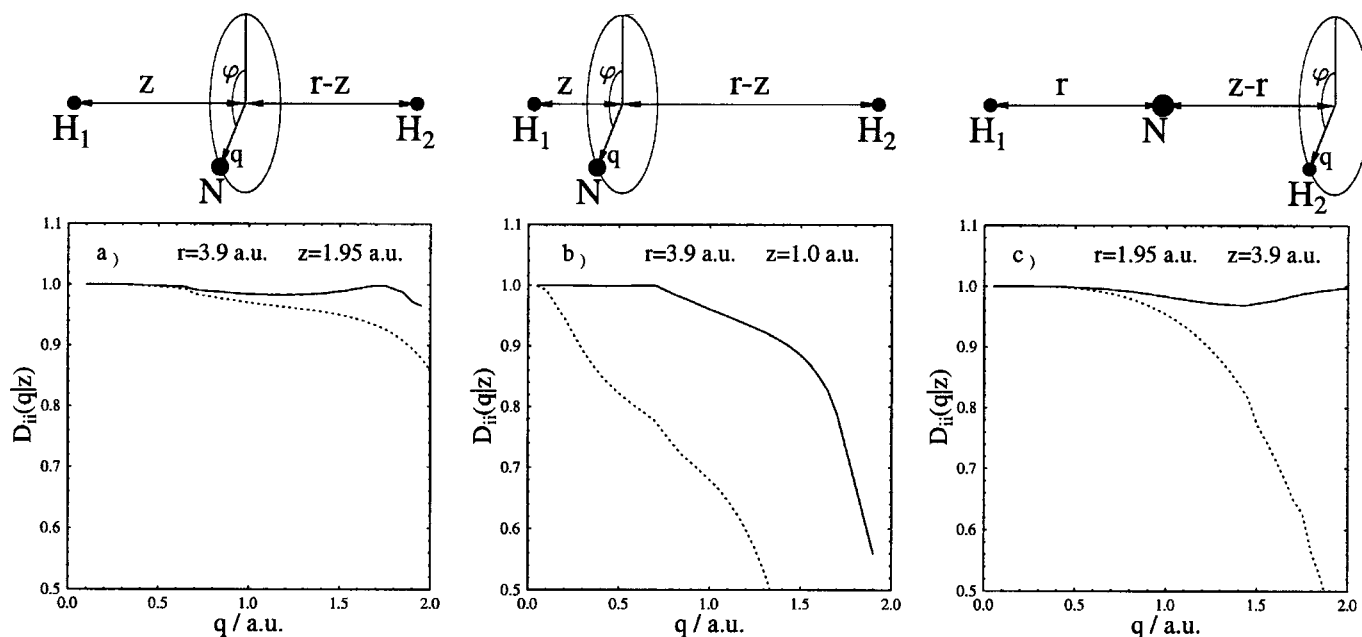 φ
z
r-z
H1
H2
q
N
φ
z
r-z
H1
H2
q
N
φ
r
z-r
H1
N
q
H2
a )
r=3.9 a.u. z=1.95 a.u.
1.1
1.0
0.9
0.8
0.7
0.6
0.5
Dii(q|z)
0.0 0.5 1.0 1.5 2.0
q / a.u.
b )
r=3.9 a.u. z=1.0 a.u.
1.1
1.0
0.9
0.8
0.7
0.6
0.5
Dii(q|z)
0.0 0.5 1.0 1.5 2.0
q / a.u.
c )
r=1.95 a.u. z=3.9 a.u.
1.1
1.0
0.9
0.8
0.7
0.6
0.5
Dii(q|z)
0.0 0.5 1.0 1.5 2.0
q / a.u.